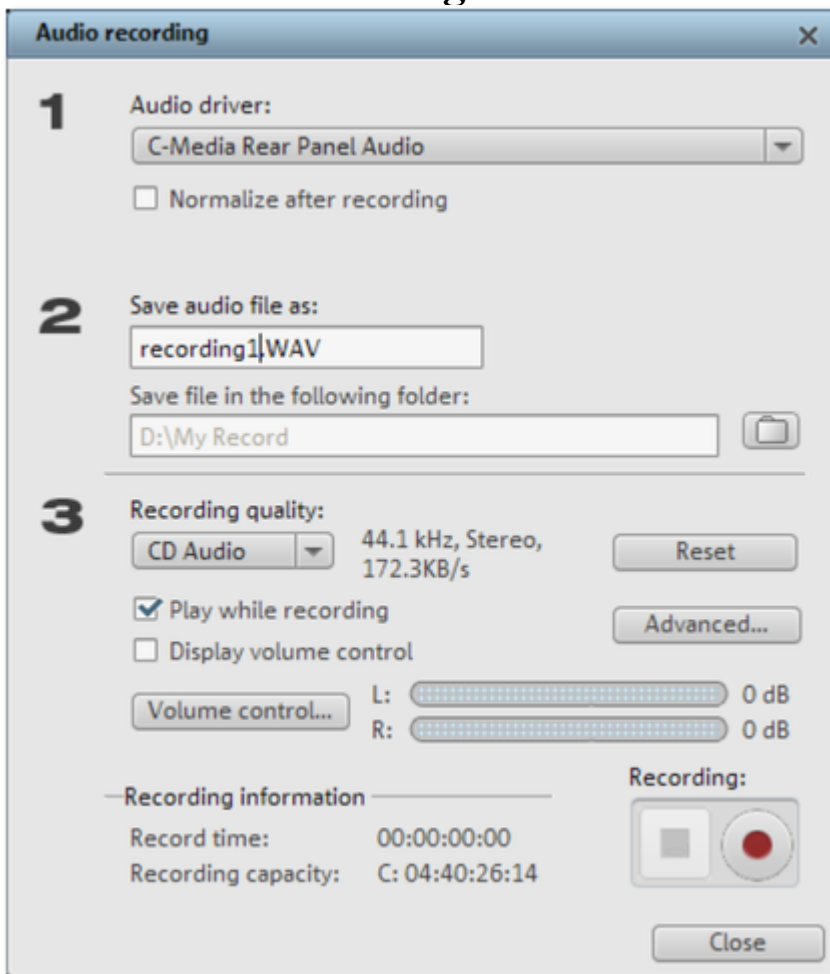 Audio recording
1
Audio driver:
C-Media Rear Panel Audio
Normalize after recording
2
Save audio file as:
recording1.WAV
Save file in the following folder:
D:\My Record
3
Recording quality:
CD Audio
44.1 kHz, Stereo,
172.3KB/s
Reset
Play while recording
Advanced...
Display volume control
Volume control...
L:
0 dB
R:
0 dB
Recording information
Record time:
00:00:00:00
Recording capacity:
C: 04:40:26:14
Recording:
Close